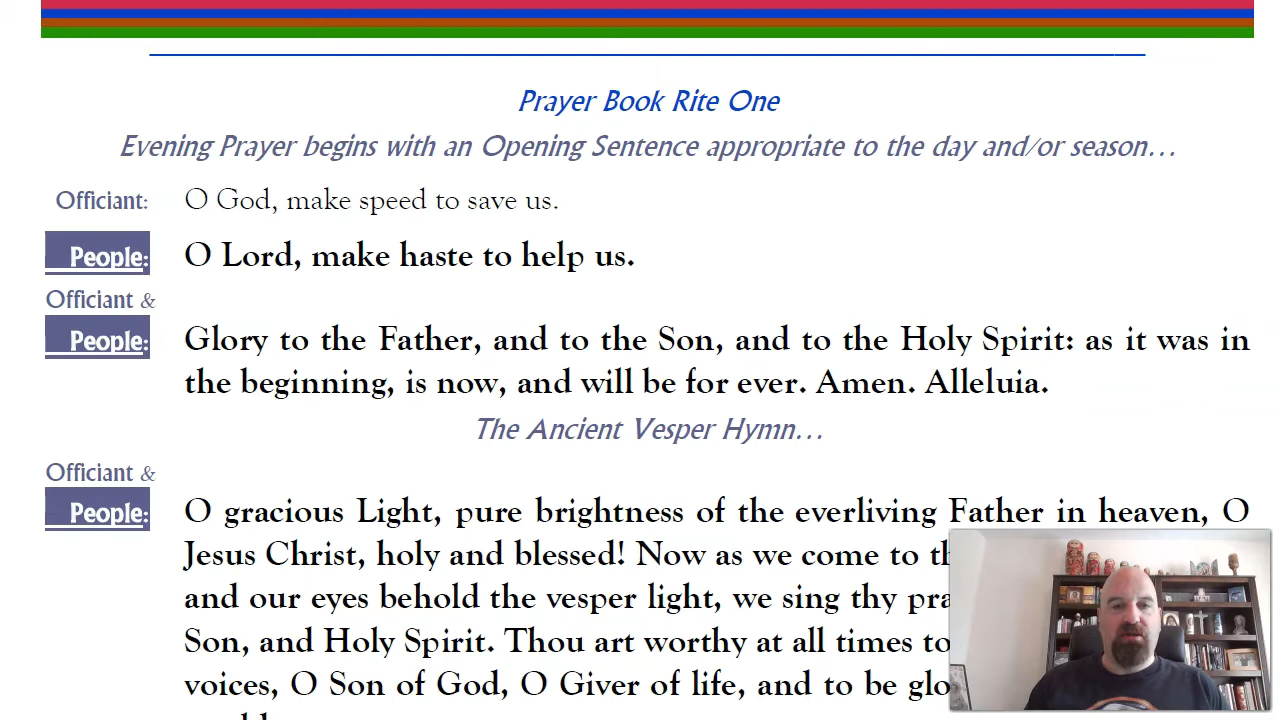 Prayer Book Rite One
Evening Prayer begins with an Opening Sentence appropriate to the day and/or season…
Officiant: O God, make speed to save us.
People: O Lord, make haste to help us.
Officiant &
People: Glory to the Father, and to the Son, and to the Holy Spirit: as it was in
the beginning, is now, and will be for ever. Amen. Alleluia.
The Ancient Vesper Hymn…
Officiant &
People: O gracious Light, pure brightness of the everliving Father in heaven, O
Jesus Christ, holy and blessed! Now as we come to
and our eyes behold the vesper light, we sing thy
Son, and Holy Spirit. Thou art worthy at all times to
voices, O Son of God, O Giver of life, and to be